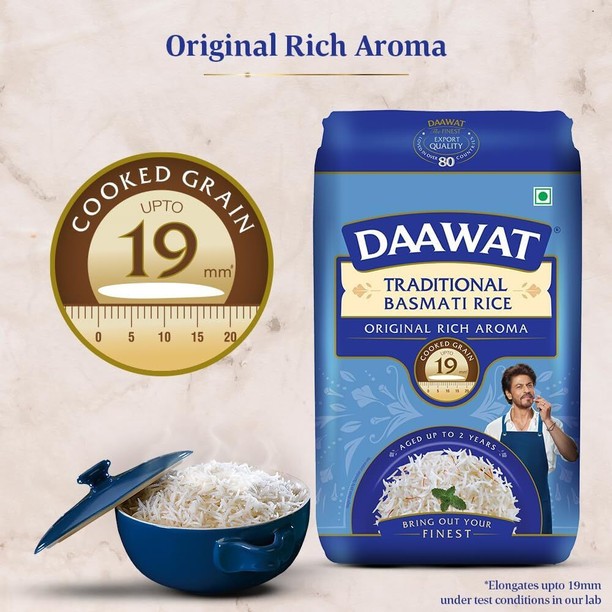 Original Rich Aroma
COOKED GRAIN
UPTO
19 mm*
0 5 10 15 20
DAAWAT
EXPORT
QUALITY
80
DAAWAT®
TRADITIONAL
BASMATI RICE
ORIGINAL RICH AROMA
COOKED GRAIN
UPTO
19
AGED UP TO 2 YEARS
BRING OUT YOUR
FINEST
*Elongates upto 19mm
under test conditions in our lab